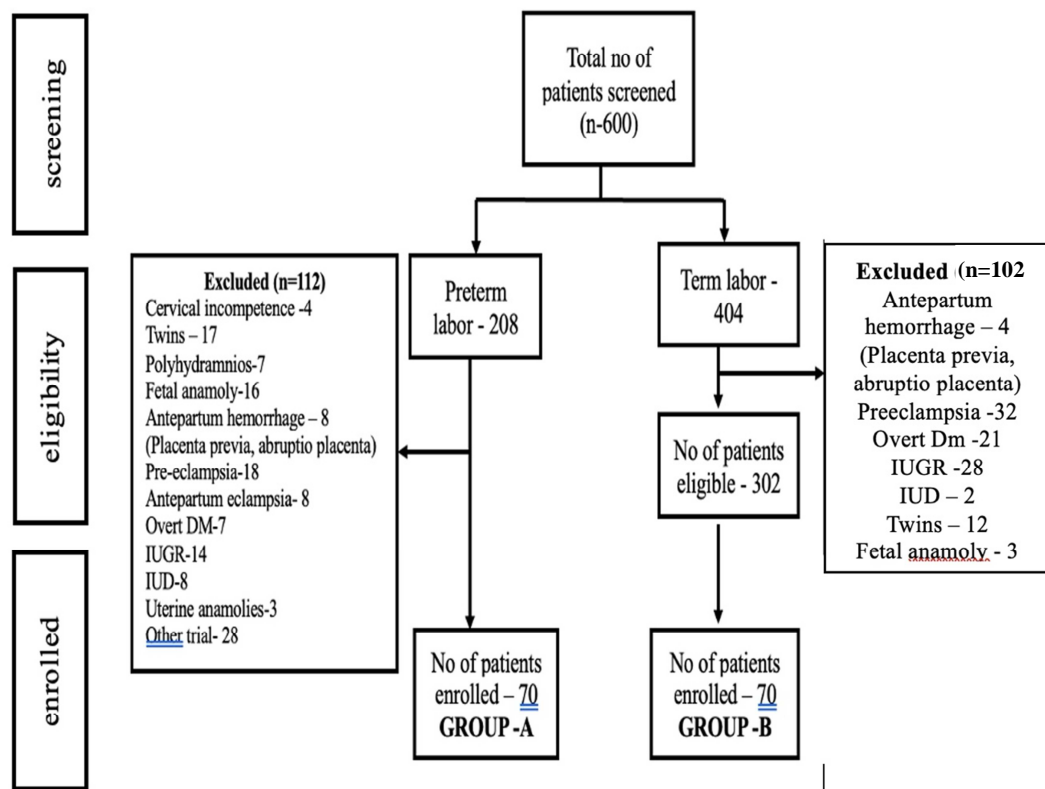 screening
Total no of
patients screened
(n-600)
Excluded (n=112)
Cervical incompetence -4
Twins – 17
Polyhydramnios-7
Fetal anamoly-16
Antepartum hemorrhage – 8
(Placenta previa, abruptio placenta)
Pre-eclampsia-18
Antepartum eclampsia- 8
Overt DM-7
IUGR-14
IUD-8
Uterine anamolies-3
Other trial- 28
Preterm
labor - 208
Term labor -
404
Excluded (n=102
Antepartum
hemorrhage – 4
(Placenta previa,
abruptio placenta)
Preeclampsia -32
Overt Dm -21
IUGR -28
IUD – 2
Twins – 12
Fetal anamoly - 3
eligibility
No of patients
eligible - 302
enrolled
No of patients
enrolled – 70
GROUP -A
No of patients
enrolled – 70
GROUP -B